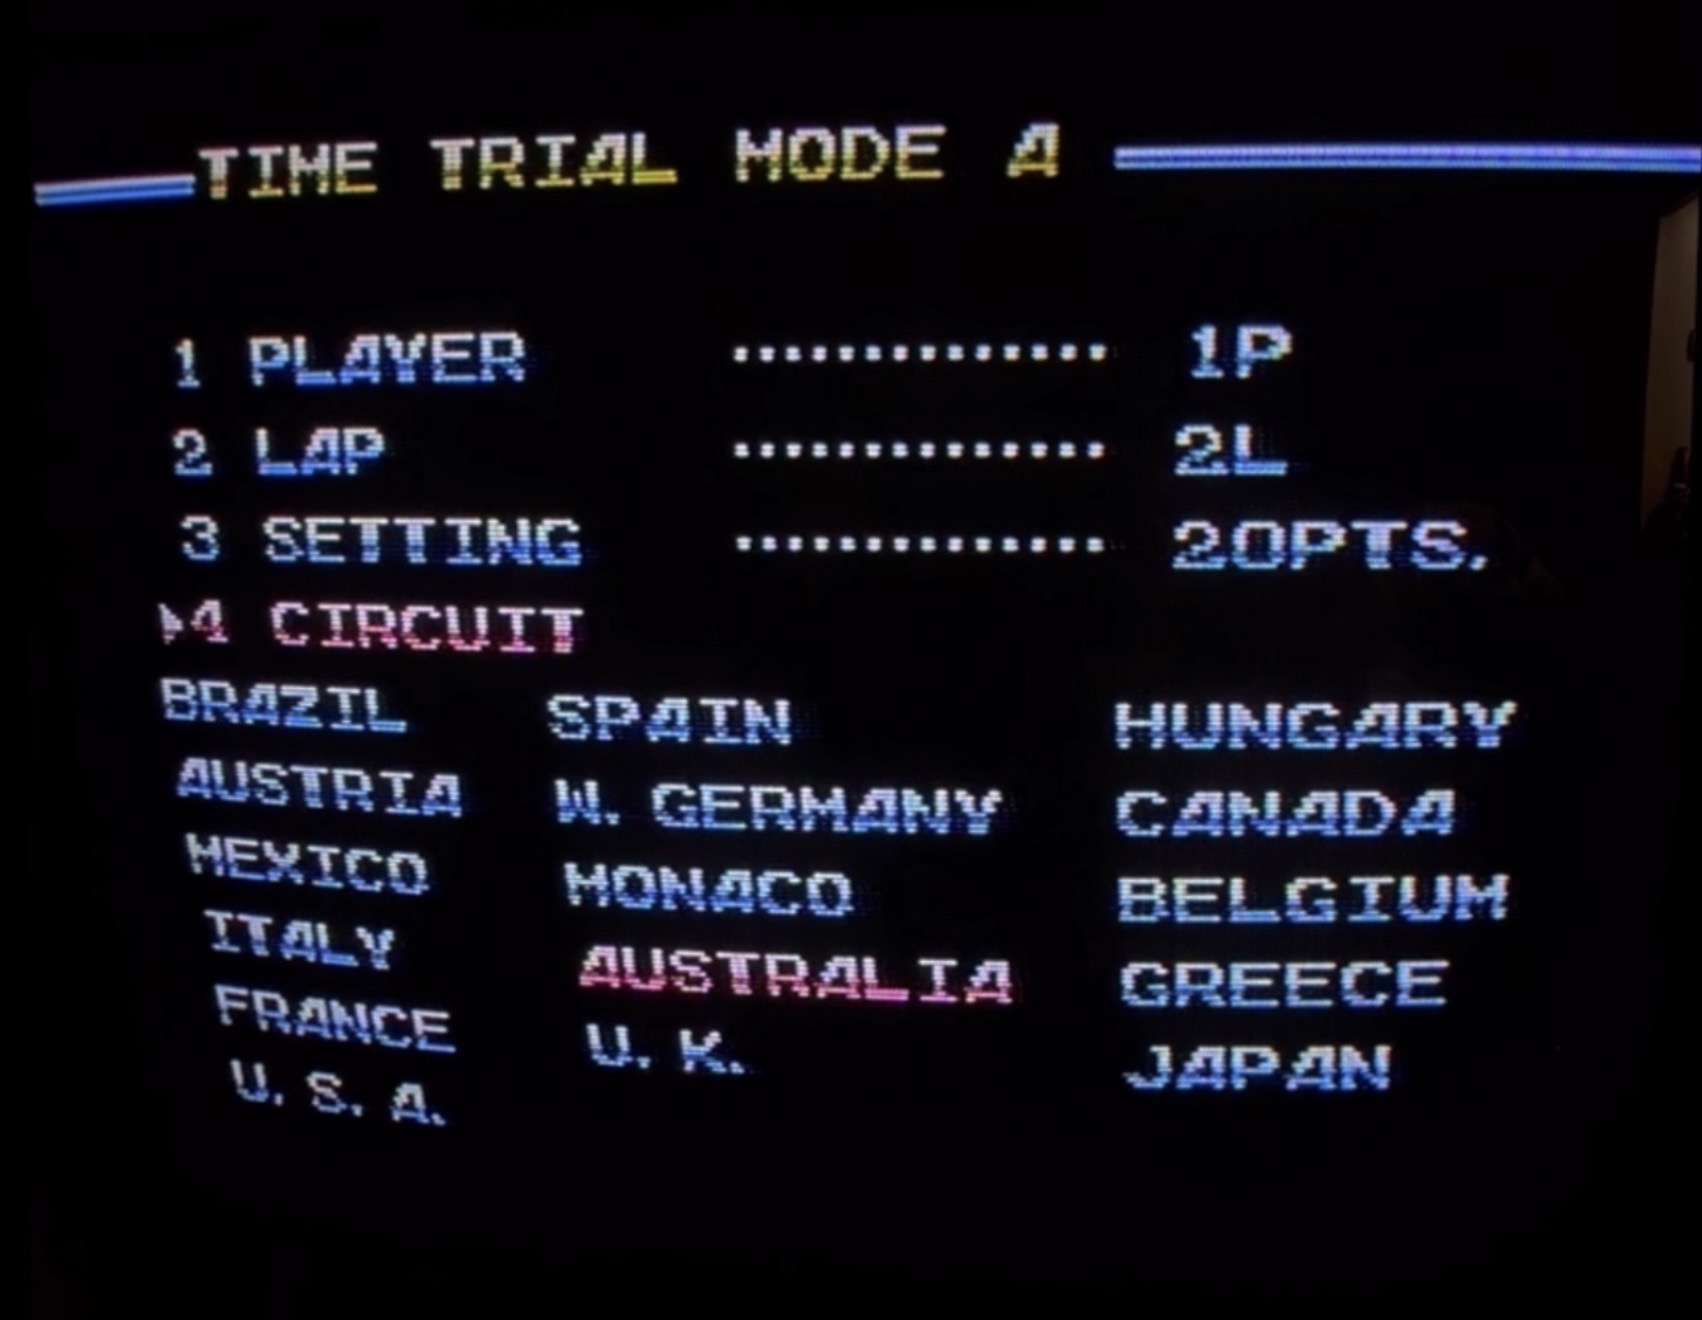 TIME TRIAL MODE A
1 PLAYER .............. 1P
2 LAP .............. 2L
3 SETTING .............. 20PTS.
4 CIRCUIT
BRAZIL SPAIN HUNGARY
AUSTRIA W. GERMANY CANADA
MEXICO MONACO BELGIUM
ITALY AUSTRALIA GREECE
FRANCE U. K. JAPAN
U. S. A.